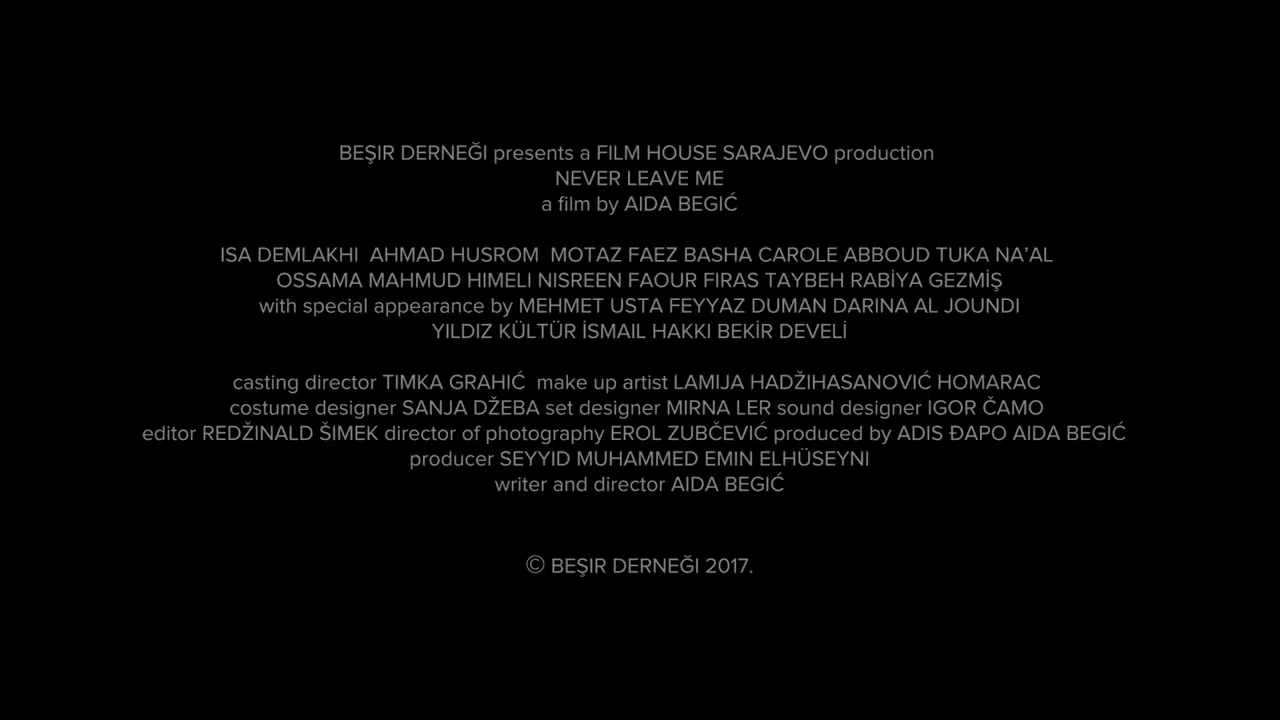 BEŞIR DERNEĞI presents a FILM HOUSE SARAJEVO production
NEVER LEAVE ME
a film by AIDA BEGIĆ
ISA DEMLAKHI AHMAD HUSROM MOTAZ FAEZ BASHA CAROLE ABBOUD TUKA NA’AL
OSSAMA MAHMUD HIMELI NISREEN FAOUR FIRAS TAYBEH RABİYA GEZMİŞ
with special appearance by MEHMET USTA FEYYAZ DUMAN DARINA AL JOUNDI
YILDIZ KÜLTÜR İSMAIL HAKKI BEKİR DEVELİ
casting director TIMKA GRAHIĆ make up artist LAMIJA HADŽIHASANOVIĆ HOMARAC
costume designer SANJA DŽEBA set designer MIRNA LER sound designer IGOR ČAMO
editor REDŽINALD ŠIMEK director of photography EROL ZUBČEVIĆ produced by ADIS ĐAPO AIDA BEGIĆ
producer SEYYID MUHAMMED EMIN ELHÜSEYNI
writer and director AIDA BEGIĆ
© BEŞIR DERNEĞI 2017.